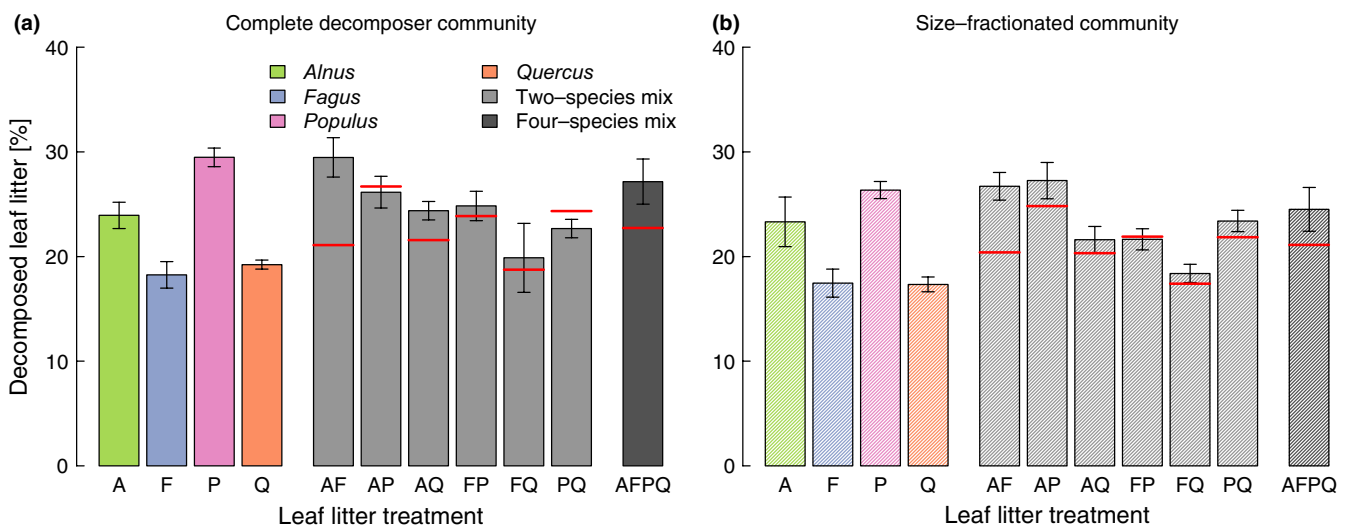 (a)
Complete decomposer community
Decomposed leaf litter [%]
40
30
20
10
0
Alnus
Fagus
Populus
Quercus
Two–species mix
Four–species mix
A F P Q AF AP AQ FP FQ PQ AFPQ
Leaf litter treatment
(b)
Size–fractionated community
40
30
20
10
0
A F P Q AF AP AQ FP FQ PQ AFPQ
Leaf litter treatment